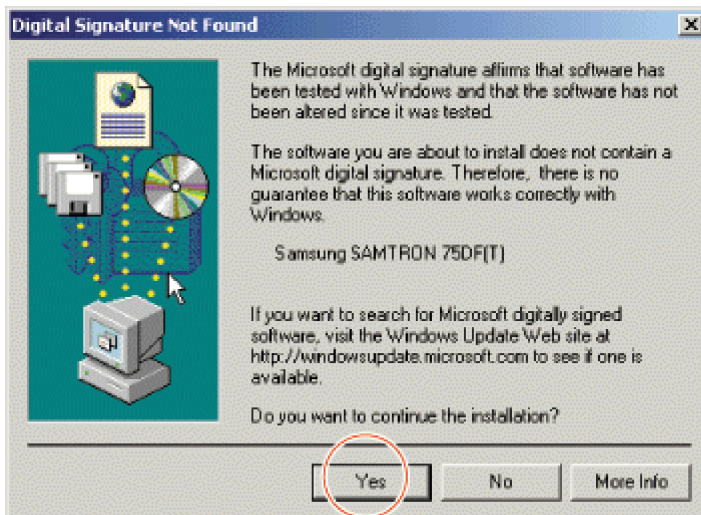 Digital Signature Not Found
The Microsoft digital signature affirms that software has
been tested with Windows and that the software has not
been altered since it was tested.
The software you are about to install does not contain a
Microsoft digital signature. Therefore, there is no
guarantee that this software works correctly with
Windows.
Samsung SAMTRON 75DF(T)
If you want to search for Microsoft digitally signed
software, visit the Windows Update Web site at
http://windowsupdate.microsoft.com to see if one is
available.
Do you want to continue the installation?
Yes No More Info